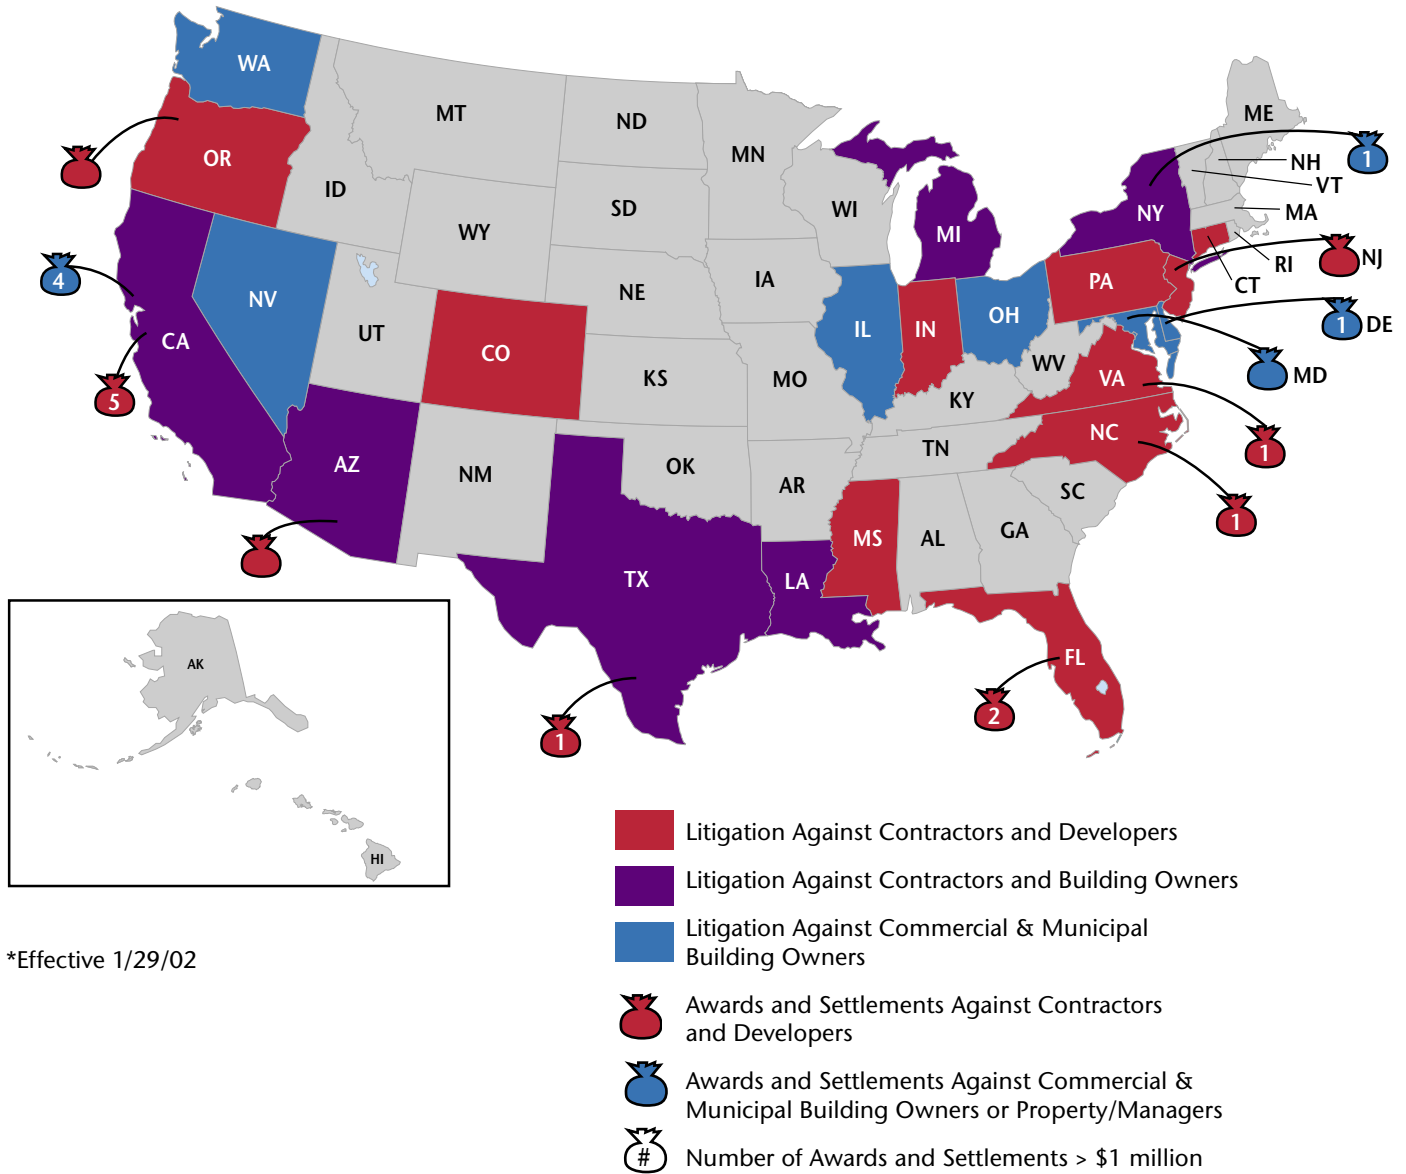 WA
MT
ND
MN
ME
OR
ID
SD
WI
NH
VT
1
WY
NY
MA
MI
4
NV
NE
IA
PA
RI
CT
NJ
CA
UT
CO
IL
IN
OH
1
DE
5
KS
MO
WV
KY
VA
MD
AZ
NM
OK
AR
TN
NC
SC
1
1
TX
LA
MS
AL
GA
AK
FL
1
2
HI
Litigation Against Contractors and Developers
Litigation Against Contractors and Building Owners
Litigation Against Commercial & Municipal
Building Owners
*Effective 1/29/02
Awards and Settlements Against Contractors
and Developers
Awards and Settlements Against Commercial &
Municipal Building Owners or Property/Managers
# Number of Awards and Settlements > $1 million